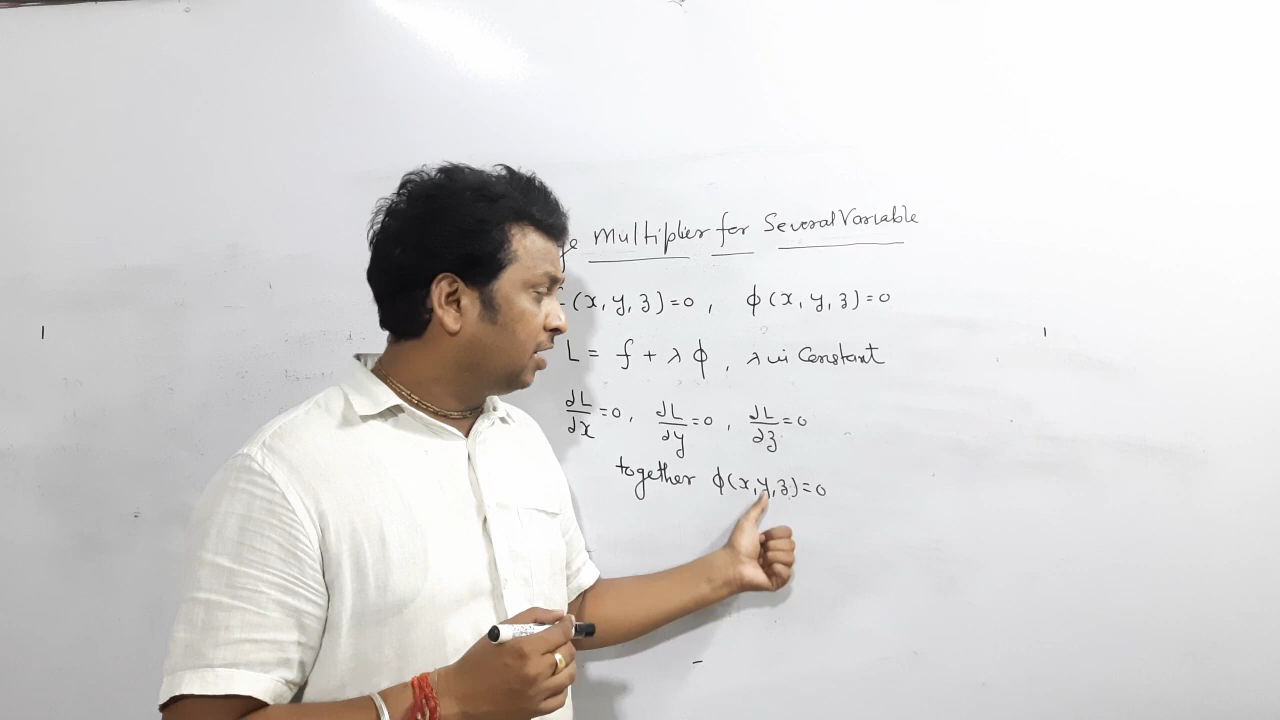 Multiplier for Several Variable
(x, y, z) = 0 , ϕ(x, y, z) = 0
L = f + λ ϕ , λ is Constant
∂L/∂x = 0 , ∂L/∂y = 0 , ∂L/∂z = 0
together ϕ(x, y, z) = 0